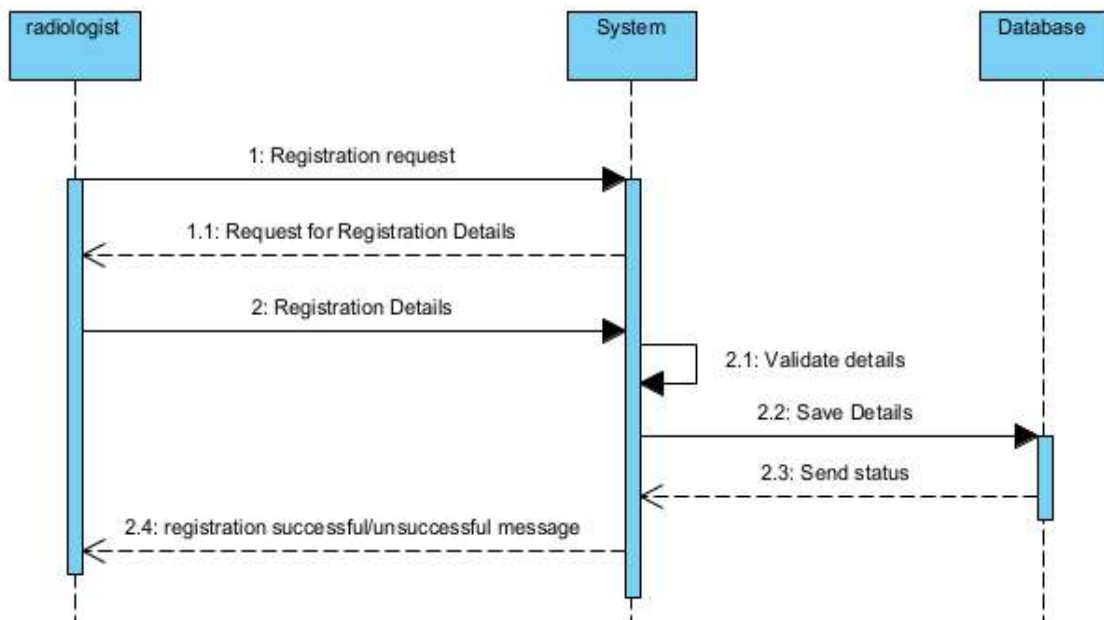 radiologist
System
Database
1: Registration request
1.1: Request for Registration Details
2: Registration Details
2.1: Validate details
2.2: Save Details
2.3: Send status
2.4: registration successful/unsuccessful message